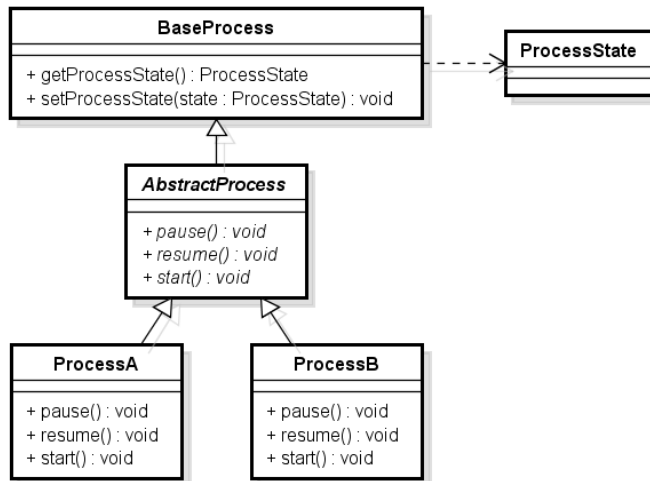 BaseProcess
+ getProcessState() : ProcessState
+ setProcessState(state : ProcessState) : void
ProcessState
AbstractProcess
+ pause() : void
+ resume() : void
+ start() : void
ProcessA
+ pause() : void
+ resume() : void
+ start() : void
ProcessB
+ pause() : void
+ resume() : void
+ start() : void